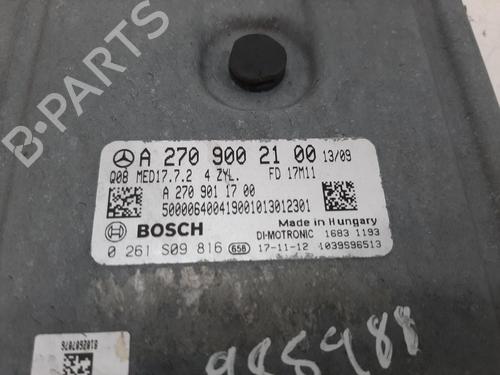 A 270 900 21 00 13/09
Q08 MED17.7.2 4 ZYL. FD 17M11
A 270 901 17 00
500006400419001013012301
Made in Hungary
BOSCH DI-MOTRONIC 1683 1193
0 261 S09 816 658 17-11-12 1039S96513
B-PARTS
988988